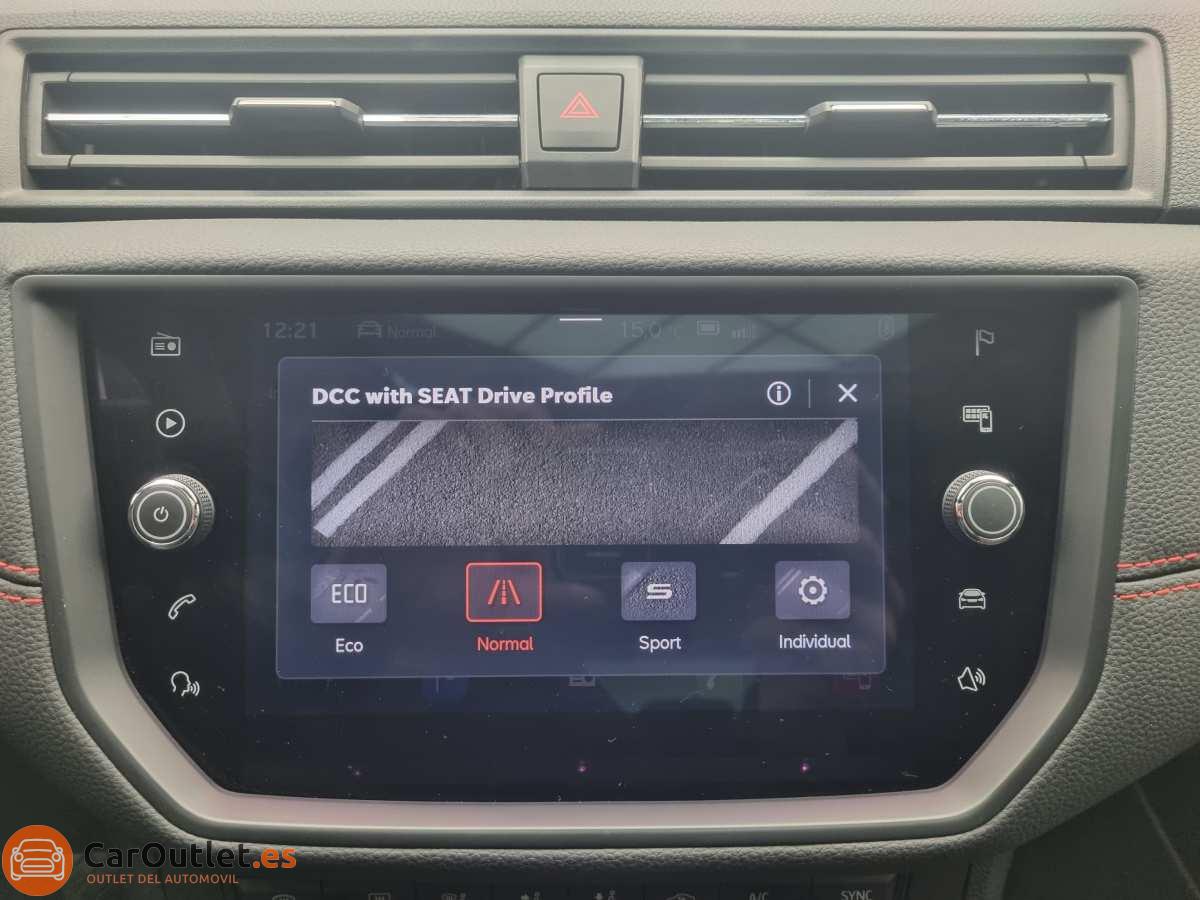 12:21 Normal 15,0 °C
DCC with SEAT Drive Profile
ECO
Eco Normal Sport Individual
CarOutlet.es
OUTLET DEL AUTOMOVIL
A/C SYNC